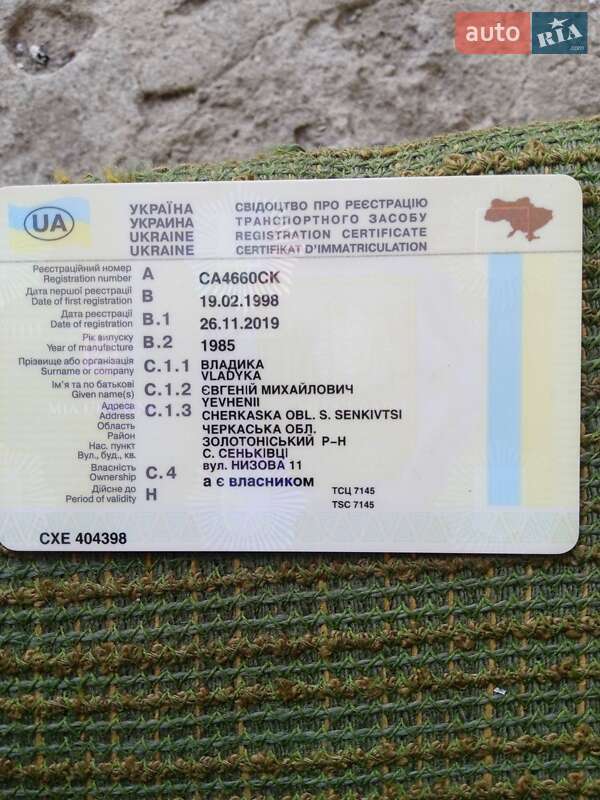 auto RIA .com
UA
УКРАЇНА СВІДОЦТВО ПРО РЕЄСТРАЦІЮ
УКРАИНА ТРАНСПОРТНОГО ЗАСОБУ
UKRAINE REGISTRATION CERTIFICATE
UKRAINE CERTIFIKAT D'IMMATRICULATION
Реєстраційний номер
Registration number A CA4660CK
Дата першої реєстрації
Date of first registration B 19.02.1998
Дата реєстрації
Date of registration B.1 26.11.2019
Рік випуску
Year of manufacture B.2 1985
Прізвище або організація C.1.1 ВЛАДИКА
Surname or company VLADYKA
Ім'я та по батькові C.1.2 ЄВГЕНІЙ МИХАЙЛОВИЧ
Given name(s) YEVHENII
Адреса C.1.3 CHERKASKA OBL. S. SENKIVTSI
Address
Область ЧЕРКАСЬКА ОБЛ.
Район ЗОЛОТОНІСЬКИЙ Р-Н
Нас. пункт С. СЕНЬКІВЦІ
Вул., буд., кв. вул. НИЗОВА 11
Власність
Ownership C.4 а є власником
Дійсне до
Period of validity H
ТСЦ 7145
TSC 7145
CXE 404398